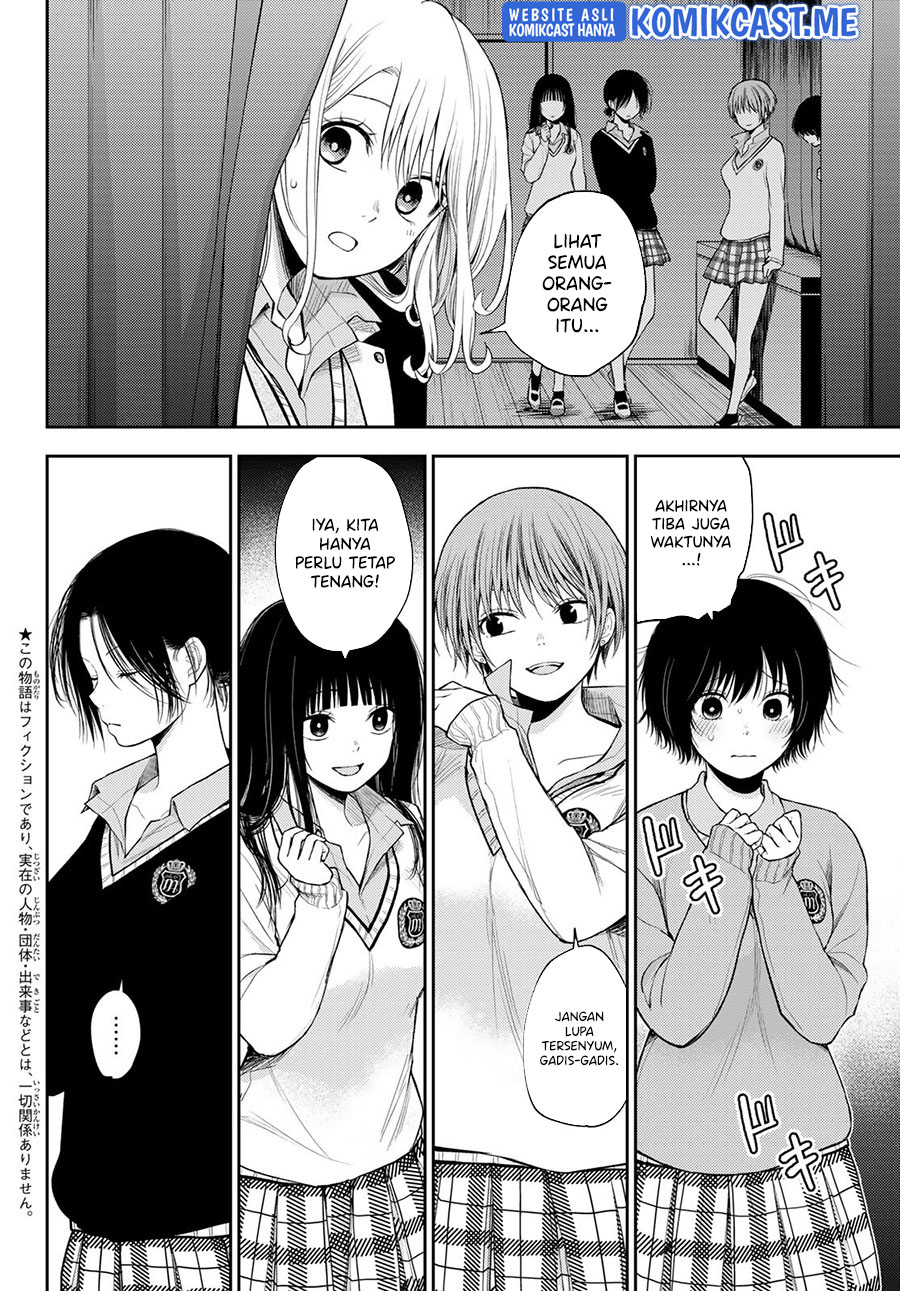 WEBSITE ASLI
KOMIKCAST HANYA
KOMIKCAST.ME
LIHAT
SEMUA
ORANG-
ORANG
ITU...
AKHIRNYA
TIBA JUGA
WAKTUNYA
...!
ドキ
ドキ
JANGAN
LUPA
TERSENYUM,
GADIS-GADIS.
IYA, KITA
HANYA
PERLU TETAP
TENANG!
……
★この物語はフィクションであり、実在の人物・団体・出来事などとは、一切関係ありません。